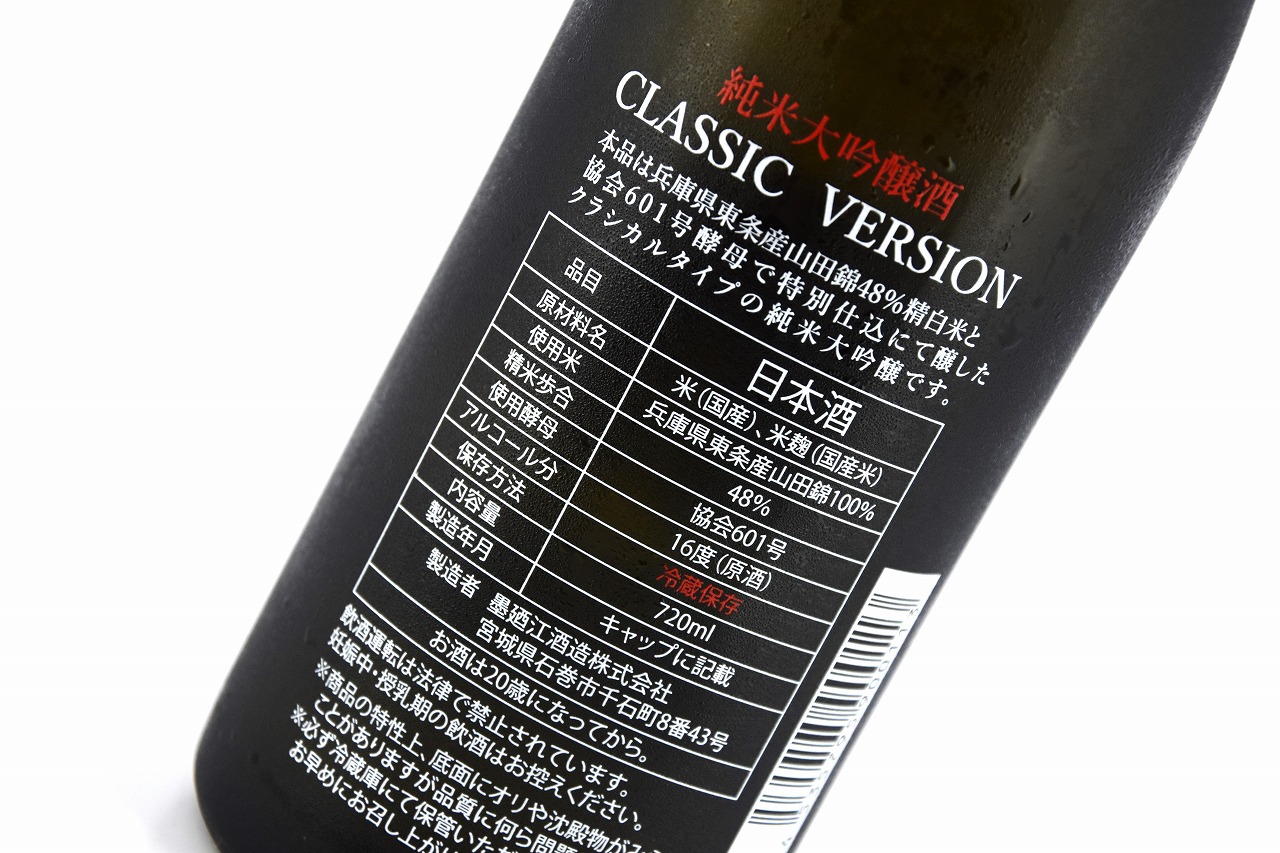 純米大吟醸酒
CLASSIC VERSION
本品は兵庫県東条産山田錦48%精白米と
協会601号酵母で特別仕込にて醸した
クラシカルタイプの純米大吟醸です。
品目 日本酒
原材料名 米(国産)、米麹(国産米)
使用米 兵庫県東条産山田錦100%
精米歩合 48%
使用酵母 協会601号
アルコール分 16度(原酒)
保存方法 冷蔵保存
内容量 720ml
製造年月 キャップに記載
製造者 墨廼江酒造株式会社
宮城県石巻市千石町8番43号
お酒は20歳になってから。
飲酒運転は法律で禁止されています。
妊娠中・授乳期の飲酒はお控えください。
※商品の特性上、底面にオリや沈殿物がみ
ことがありますが品質に何ら問題
※必ず冷蔵庫にて保管いただ
お早めにお召し上が